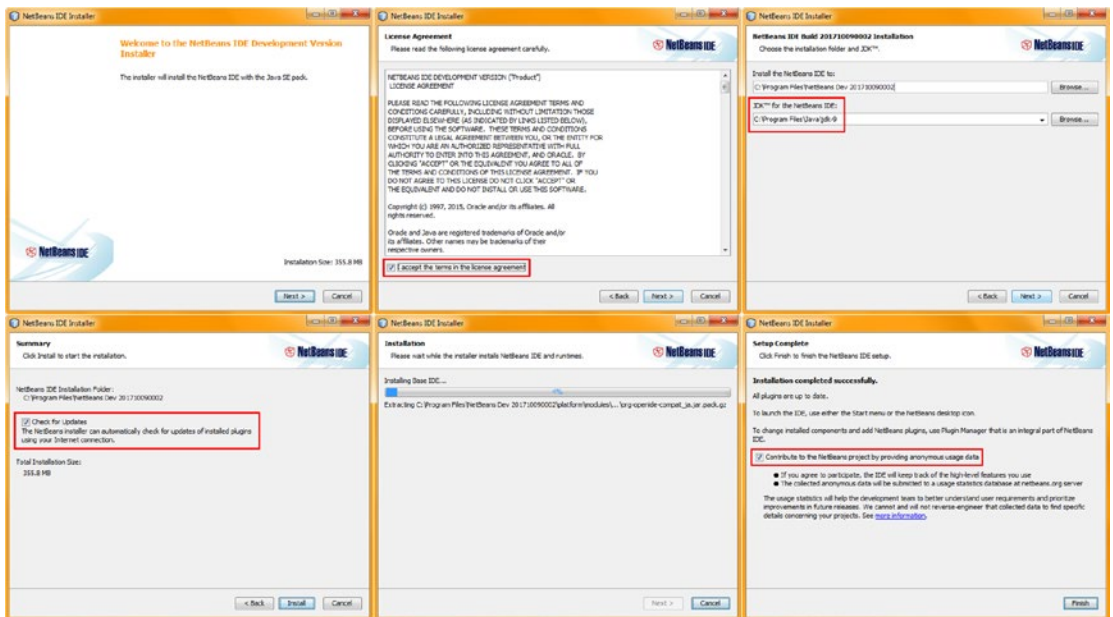 NetBeans IDE Installer
Welcome to the NetBeans IDE Development Version
Installer
The installer will install the NetBeans IDE with the Java SE pack.
NetBeans IDE
Installation Size: 355.8 MB
Next >
Cancel
NetBeans IDE Installer
License Agreement
Please read the following license agreement carefully.
NetBeans IDE
NETBEANS IDE DEVELOPMENT VERSION ("Product")
LICENSE AGREEMENT
PLEASE READ THE FOLLOWING LICENSE AGREEMENT TERMS AND
CONDITIONS CAREFULLY, INCLUDING WITHOUT LIMITATION THOSE
DISPLAYED ELSEWHERE (AS INDICATED BY LINKS LISTED BELOW),
BEFORE USING THE SOFTWARE. THESE TERMS AND CONDITIONS
CONSTITUTE A LEGAL AGREEMENT BETWEEN YOU, OR THE ENTITY FOR
WHICH YOU ARE AN AUTHORIZED REPRESENTATIVE WITH FULL
AUTHORITY TO ENTER INTO THIS AGREEMENT, AND ORACLE. BY
CLICKING "ACCEPT" OR THE EQUIVALENT YOU AGREE TO ALL OF
THE TERMS AND CONDITIONS OF THIS LICENSE AGREEMENT. IF YOU
DO NOT AGREE TO THIS LICENSE DO NOT CLICK "ACCEPT" OR
THE EQUIVALENT AND DO NOT INSTALL OR USE THIS SOFTWARE.
Copyright (c) 1997, 2015, Oracle and/or its affiliates. All
rights reserved.
Oracle and Java are registered trademarks of Oracle and/or
its affiliates. Other names may be trademarks of their
respective owners.
I accept the terms in the license agreement
< Back
Next >
Cancel
NetBeans IDE Installer
NetBeans IDE Build 201710090002 Installation
Choose the installation folder and JDK™.
NetBeans IDE
Install the NetBeans IDE to:
C:\Program Files\NetBeans Dev 201710090002
Browse...
JDK™ for the NetBeans IDE:
C:\Program Files\Java\jdk-9
Browse...
< Back
Next >
Cancel
NetBeans IDE Installer
Summary
Click Install to start the installation.
NetBeans IDE
NetBeans IDE Installation Folder:
C:\Program Files\NetBeans Dev 201710090002
Check for Updates
The NetBeans installer can automatically check for updates of installed plugins
using your Internet connection.
Total Installation Size:
355.8 MB
< Back
Install
Cancel
NetBeans IDE Installer
Installation
Please wait while the installer installs NetBeans IDE and runtimes.
NetBeans IDE
Installing Base IDE...
Extracting C:\Program Files\NetBeans Dev 201710090002\platform\modules\...\org-openide-compat_ja.jar.pack.gz
Next >
Cancel
NetBeans IDE Installer
Setup Complete
Click Finish to finish the NetBeans IDE setup.
NetBeans IDE
Installation completed successfully.
All plugins are up to date.
To launch the IDE, use either the Start menu or the NetBeans desktop icon.
To change installed components and add NetBeans plugins, use Plugin Manager that is an integral part of NetBeans
IDE.
Contribute to the NetBeans project by providing anonymous usage data
● If you agree to participate, the IDE will keep track of the high-level features you use
● The collected anonymous data will be submitted to a usage statistics database at netbeans.org server
The usage statistics will help the development team to better understand user requirements and prioritize
improvements in future releases. We cannot and will not reverse-engineer that collected data to find specific
details concerning your projects. See more information.
Finish